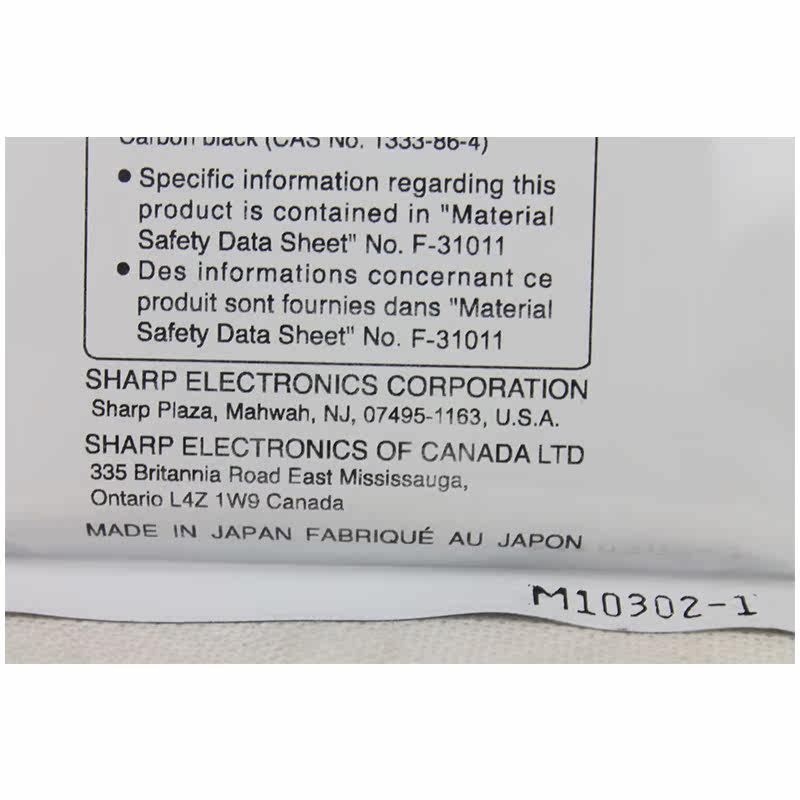 Carbon black (CAS No. 1333-86-4)
● Specific information regarding this
product is contained in "Material
Safety Data Sheet" No. F-31011
● Des informations concernant ce
produit sont fournies dans "Material
Safety Data Sheet" No. F-31011
SHARP ELECTRONICS CORPORATION
Sharp Plaza, Mahwah, NJ, 07495-1163, U.S.A.
SHARP ELECTRONICS OF CANADA LTD
335 Britannia Road East Mississauga,
Ontario L4Z 1W9 Canada
MADE IN JAPAN FABRIQUÉ AU JAPON
M10302-1